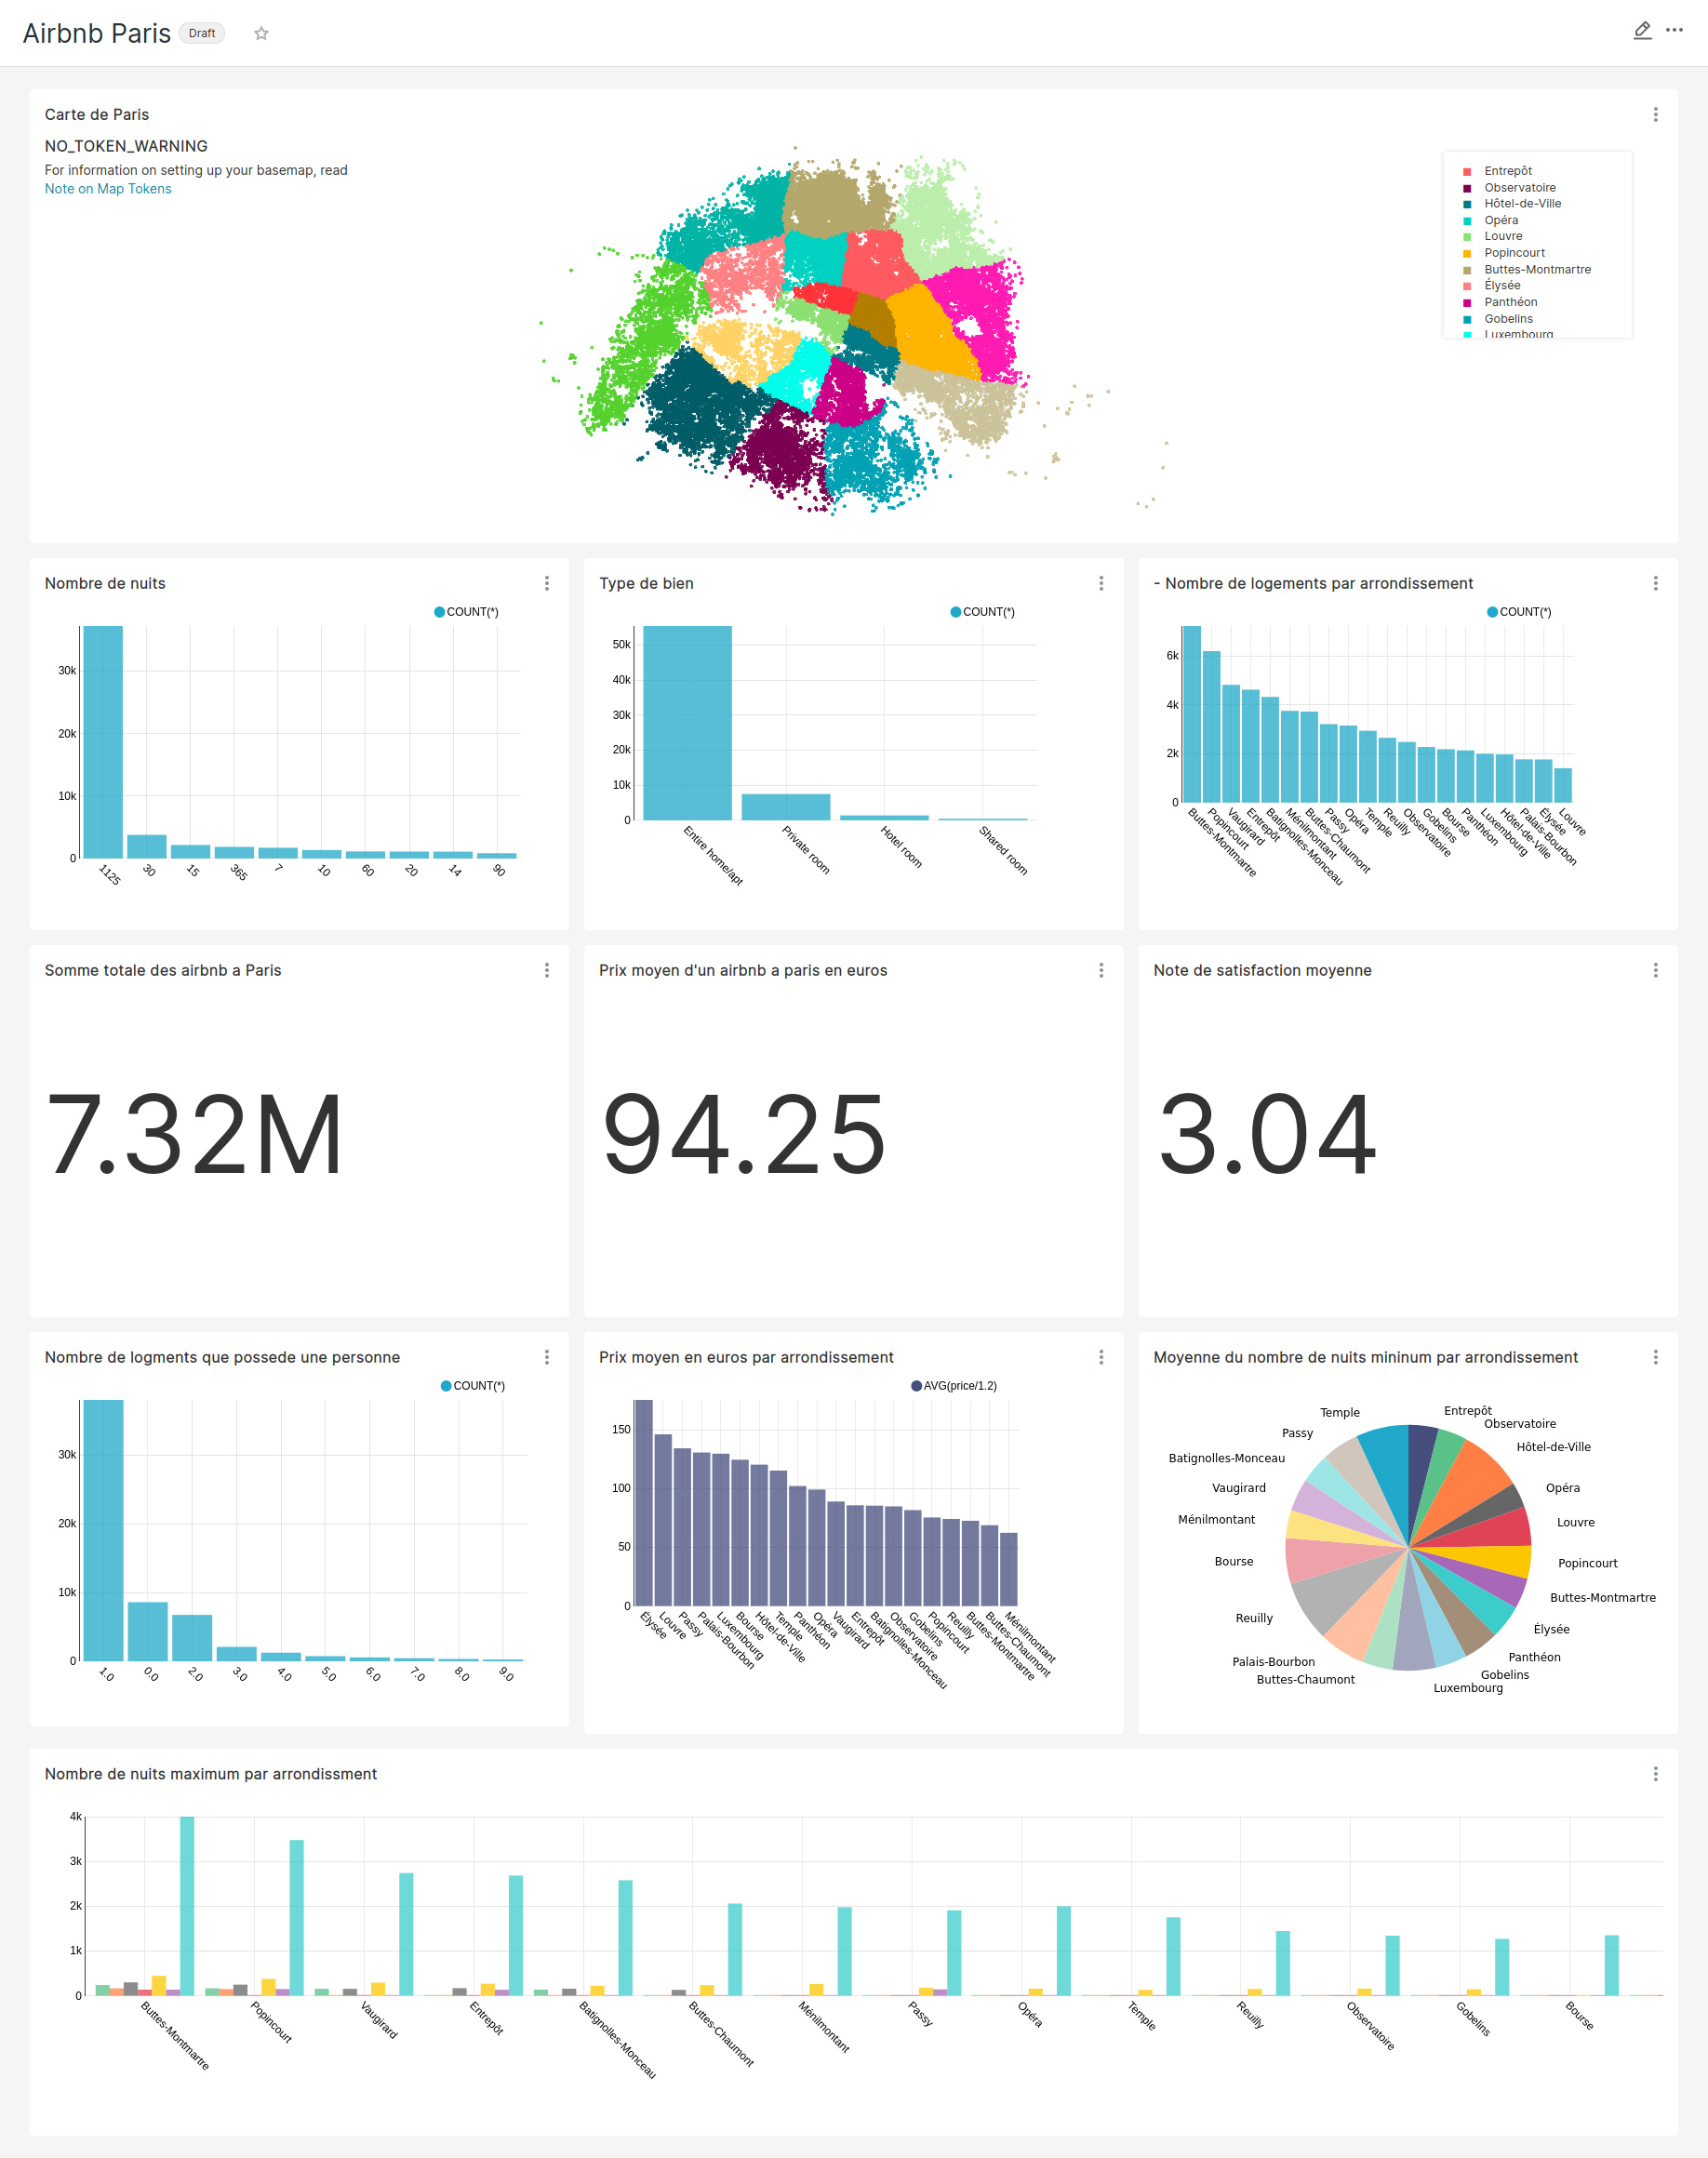 Airbnb Paris
Draft
Carte de Paris
NO_TOKEN_WARNING
For information on setting up your basemap, read
Note on Map Tokens
Entrepôt
Observatoire
Hôtel-de-Ville
Opéra
Louvre
Popincourt
Buttes-Montmartre
Élysée
Panthéon
Gobelins
Luxembourg
Nombre de nuits
COUNT(*)
30k
20k
10k
0
1125 30 15 365 7 10 60 20 14 90
Type de bien
COUNT(*)
50k
40k
30k
20k
10k
0
Entire home/apt
Private room
Hotel room
Shared room
- Nombre de logements par arrondissement
COUNT(*)
6k
4k
2k
0
Buttes-Montmartre
Popincourt
Vaugirard
Entrepôt
Batignolles-Monceau
Ménilmontant
Buttes-Chaumont
Passy
Opéra
Temple
Reuilly
Observatoire
Gobelins
Bourse
Panthéon
Luxembourg
Hôtel-de-Ville
Palais-Bourbon
Élysée
Louvre
Somme totale des airbnb a Paris
7.32M
Prix moyen d'un airbnb a paris en euros
94.25
Note de satisfaction moyenne
3.04
Nombre de logments que possede une personne
COUNT(*)
30k
20k
10k
0
1.0 0.0 2.0 3.0 4.0 5.0 6.0 7.0 8.0 9.0
Prix moyen en euros par arrondissement
AVG(price/1.2)
150
100
50
0
Élysée
Louvre
Passy
Palais-Bourbon
Luxembourg
Bourse
Hôtel-de-Ville
Temple
Panthéon
Opéra
Vaugirard
Entrepôt
Batignolles-Monceau
Observatoire
Gobelins
Popincourt
Reuilly
Buttes-Montmartre
Buttes-Chaumont
Ménilmontant
Moyenne du nombre de nuits mininum par arrondissement
Entrepôt
Observatoire
Hôtel-de-Ville
Opéra
Louvre
Popincourt
Buttes-Montmartre
Élysée
Panthéon
Gobelins
Luxembourg
Buttes-Chaumont
Palais-Bourbon
Reuilly
Bourse
Ménilmontant
Vaugirard
Batignolles-Monceau
Passy
Temple
Nombre de nuits maximum par arrondissment
4k
3k
2k
1k
0
Buttes-Montmartre
Popincourt
Vaugirard
Entrepôt
Batignolles-Monceau
Buttes-Chaumont
Ménilmontant
Passy
Opéra
Temple
Reuilly
Observatoire
Gobelins
Bourse